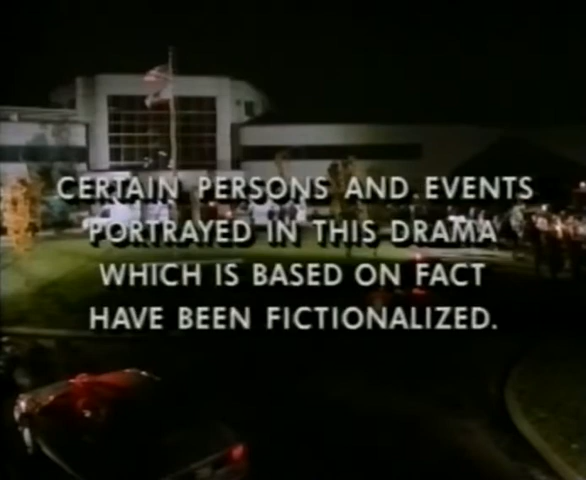 CERTAIN PERSONS AND EVENTS
PORTRAYED IN THIS DRAMA
WHICH IS BASED ON FACT
HAVE BEEN FICTIONALIZED.